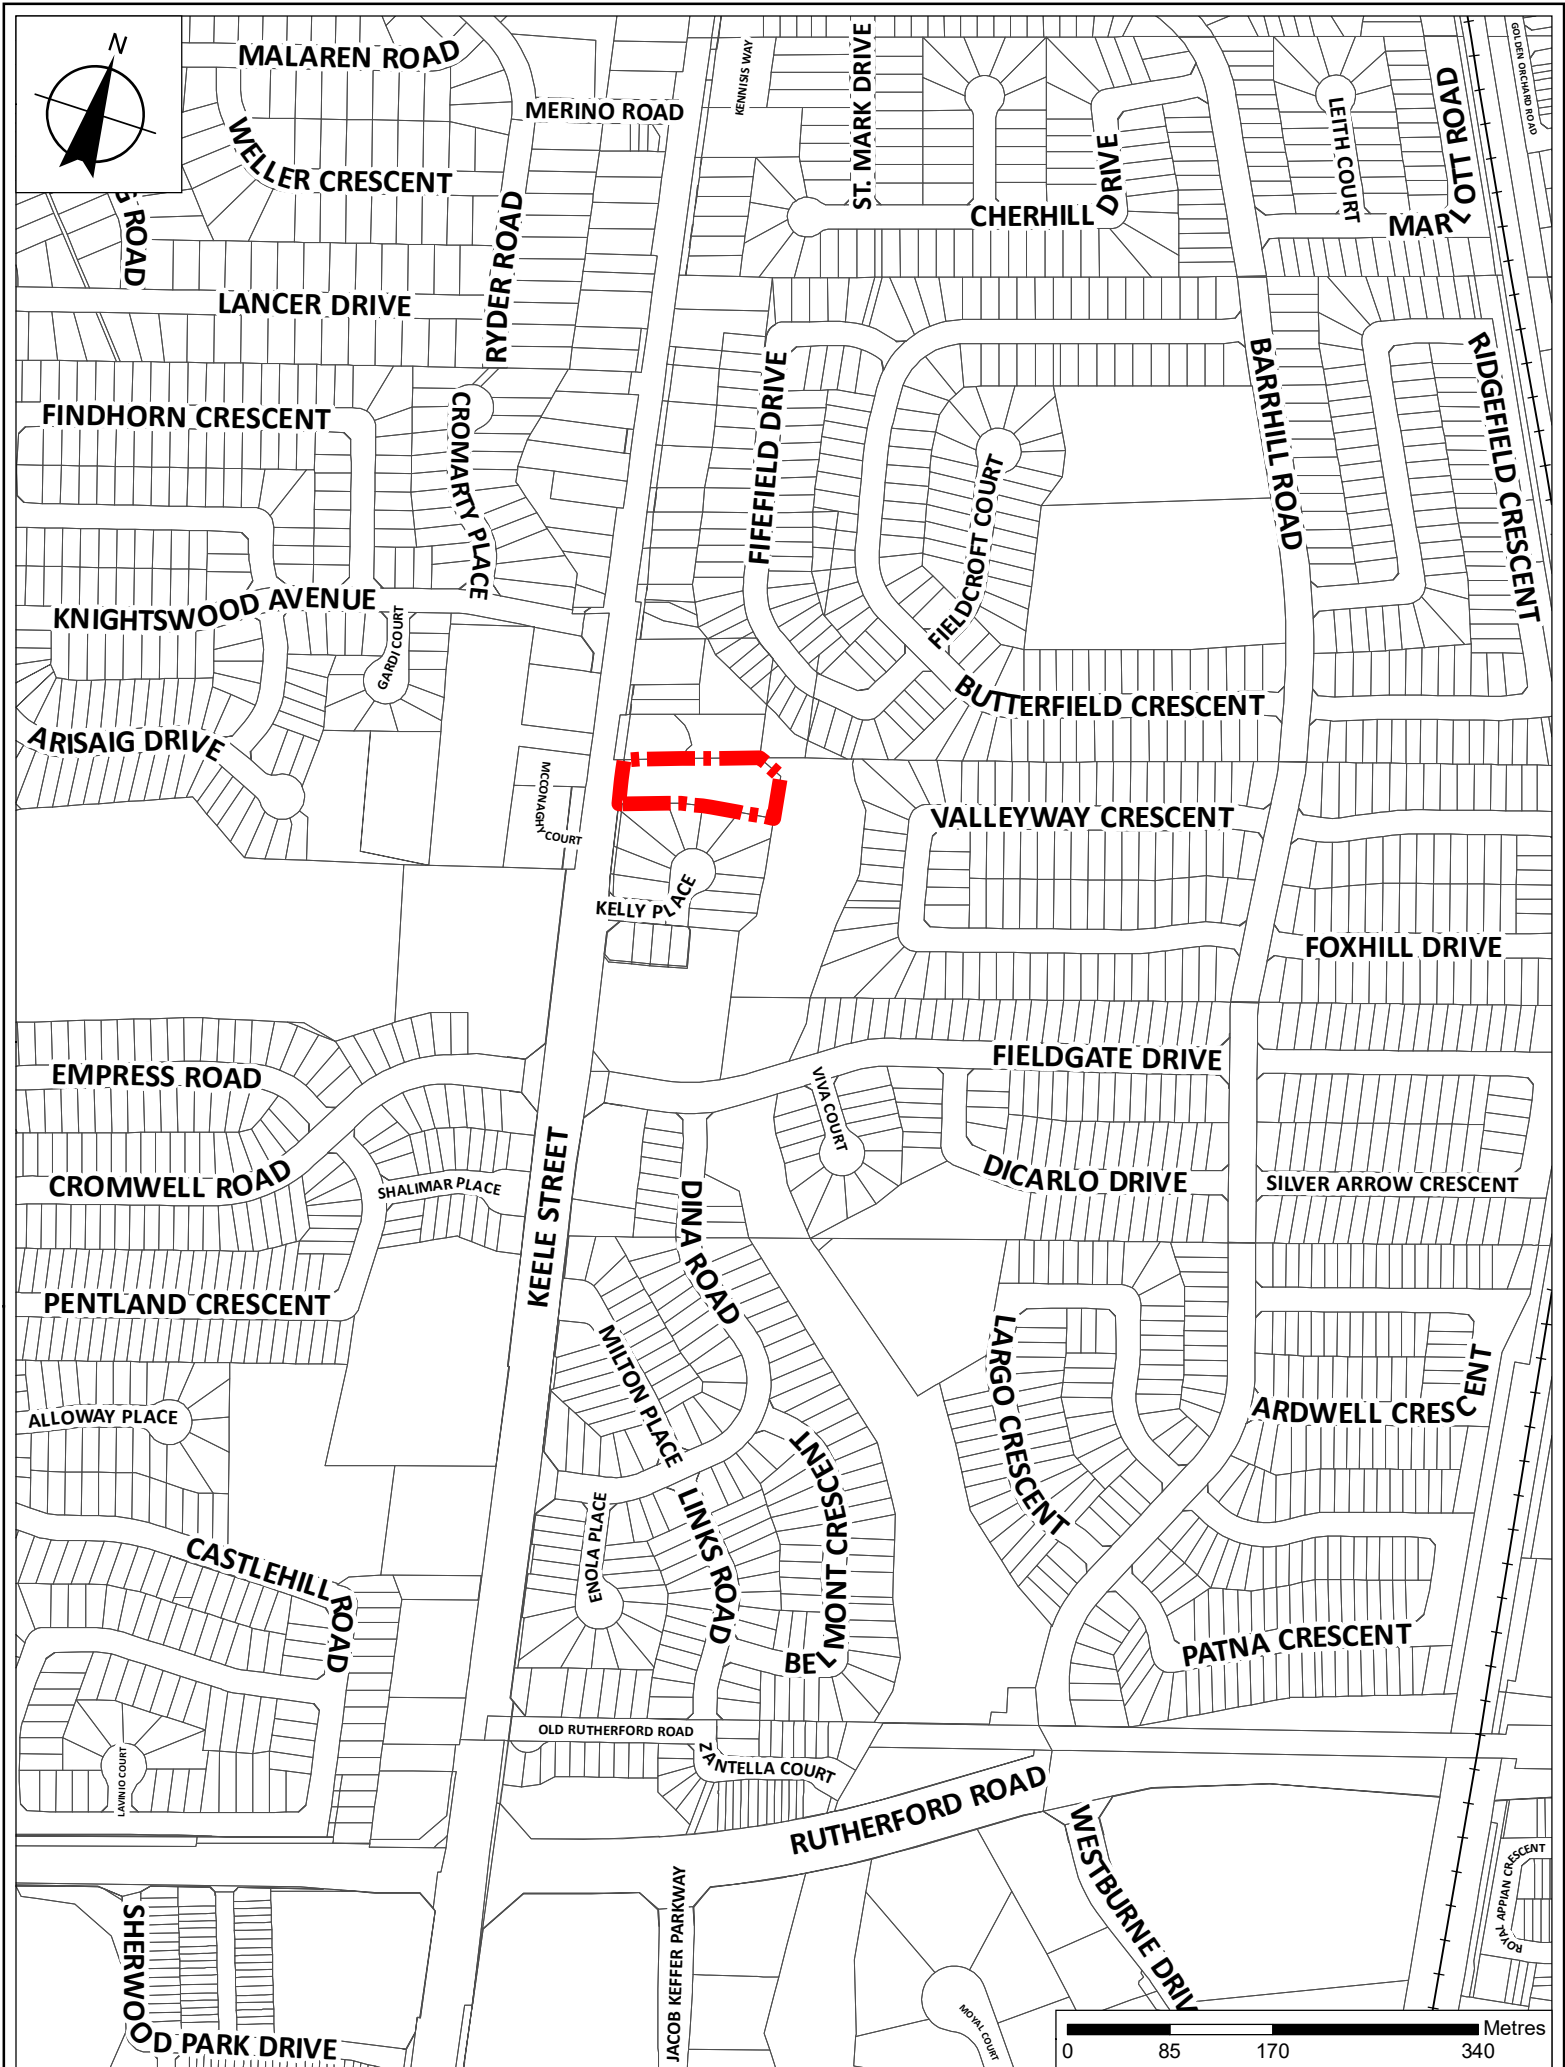 N
MALAREN ROAD
MERINO ROAD
KENNISIS WAY
ST. MARK DRIVE
GOLDEN ORCHARD ROAD
WELLER CRESCENT
LEITH COURT
MARLOTT ROAD
CHERHILL DRIVE
G ROAD
RYDER ROAD
LANCER DRIVE
FIFEFIELD DRIVE
BARRHILL ROAD
RIDGEFIELD CRESCENT
FINDHORN CRESCENT
CROMARTY PLACE
FIELDCROFT COURT
KNIGHTSWOOD AVENUE
GARDI COURT
BUTTERFIELD CRESCENT
ARISAIG DRIVE
MCCONAGHY COURT
VALLEYWAY CRESCENT
KELLY PLACE
FOXHILL DRIVE
FIELDGATE DRIVE
EMPRESS ROAD
VIVA COURT
CROMWELL ROAD
SHALIMAR PLACE
KEELE STREET
DINA ROAD
DICARLO DRIVE
SILVER ARROW CRESCENT
PENTLAND CRESCENT
MILTON PLACE
LARGO CRESCENT
ALLOWAY PLACE
ARDWELL CRESCENT
CASTLEHILL ROAD
ENOLA PLACE
LINKS ROAD
BELMONT CRESCENT
PATNA CRESCENT
OLD RUTHERFORD ROAD
ZANTELLA COURT
LAVINIO COURT
RUTHERFORD ROAD
WESTBURNE DRIV
ROYAL APPIAN CRESCENT
SHERWOOD PARK DRIVE
JACOB KEFFER PARKWAY
MOYAL COURT
Metres
0 85 170 340